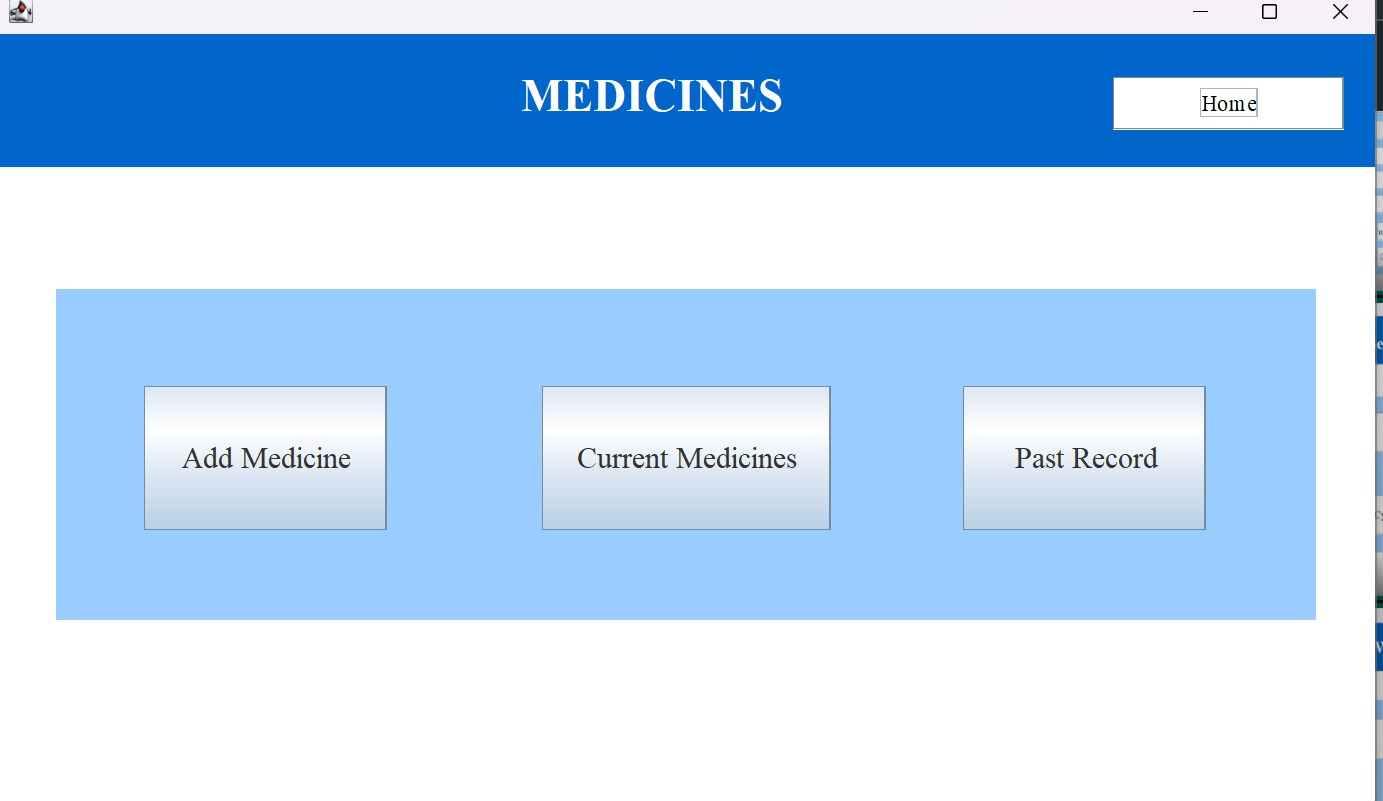 MEDICINES
Home
Add Medicine
Current Medicines
Past Record